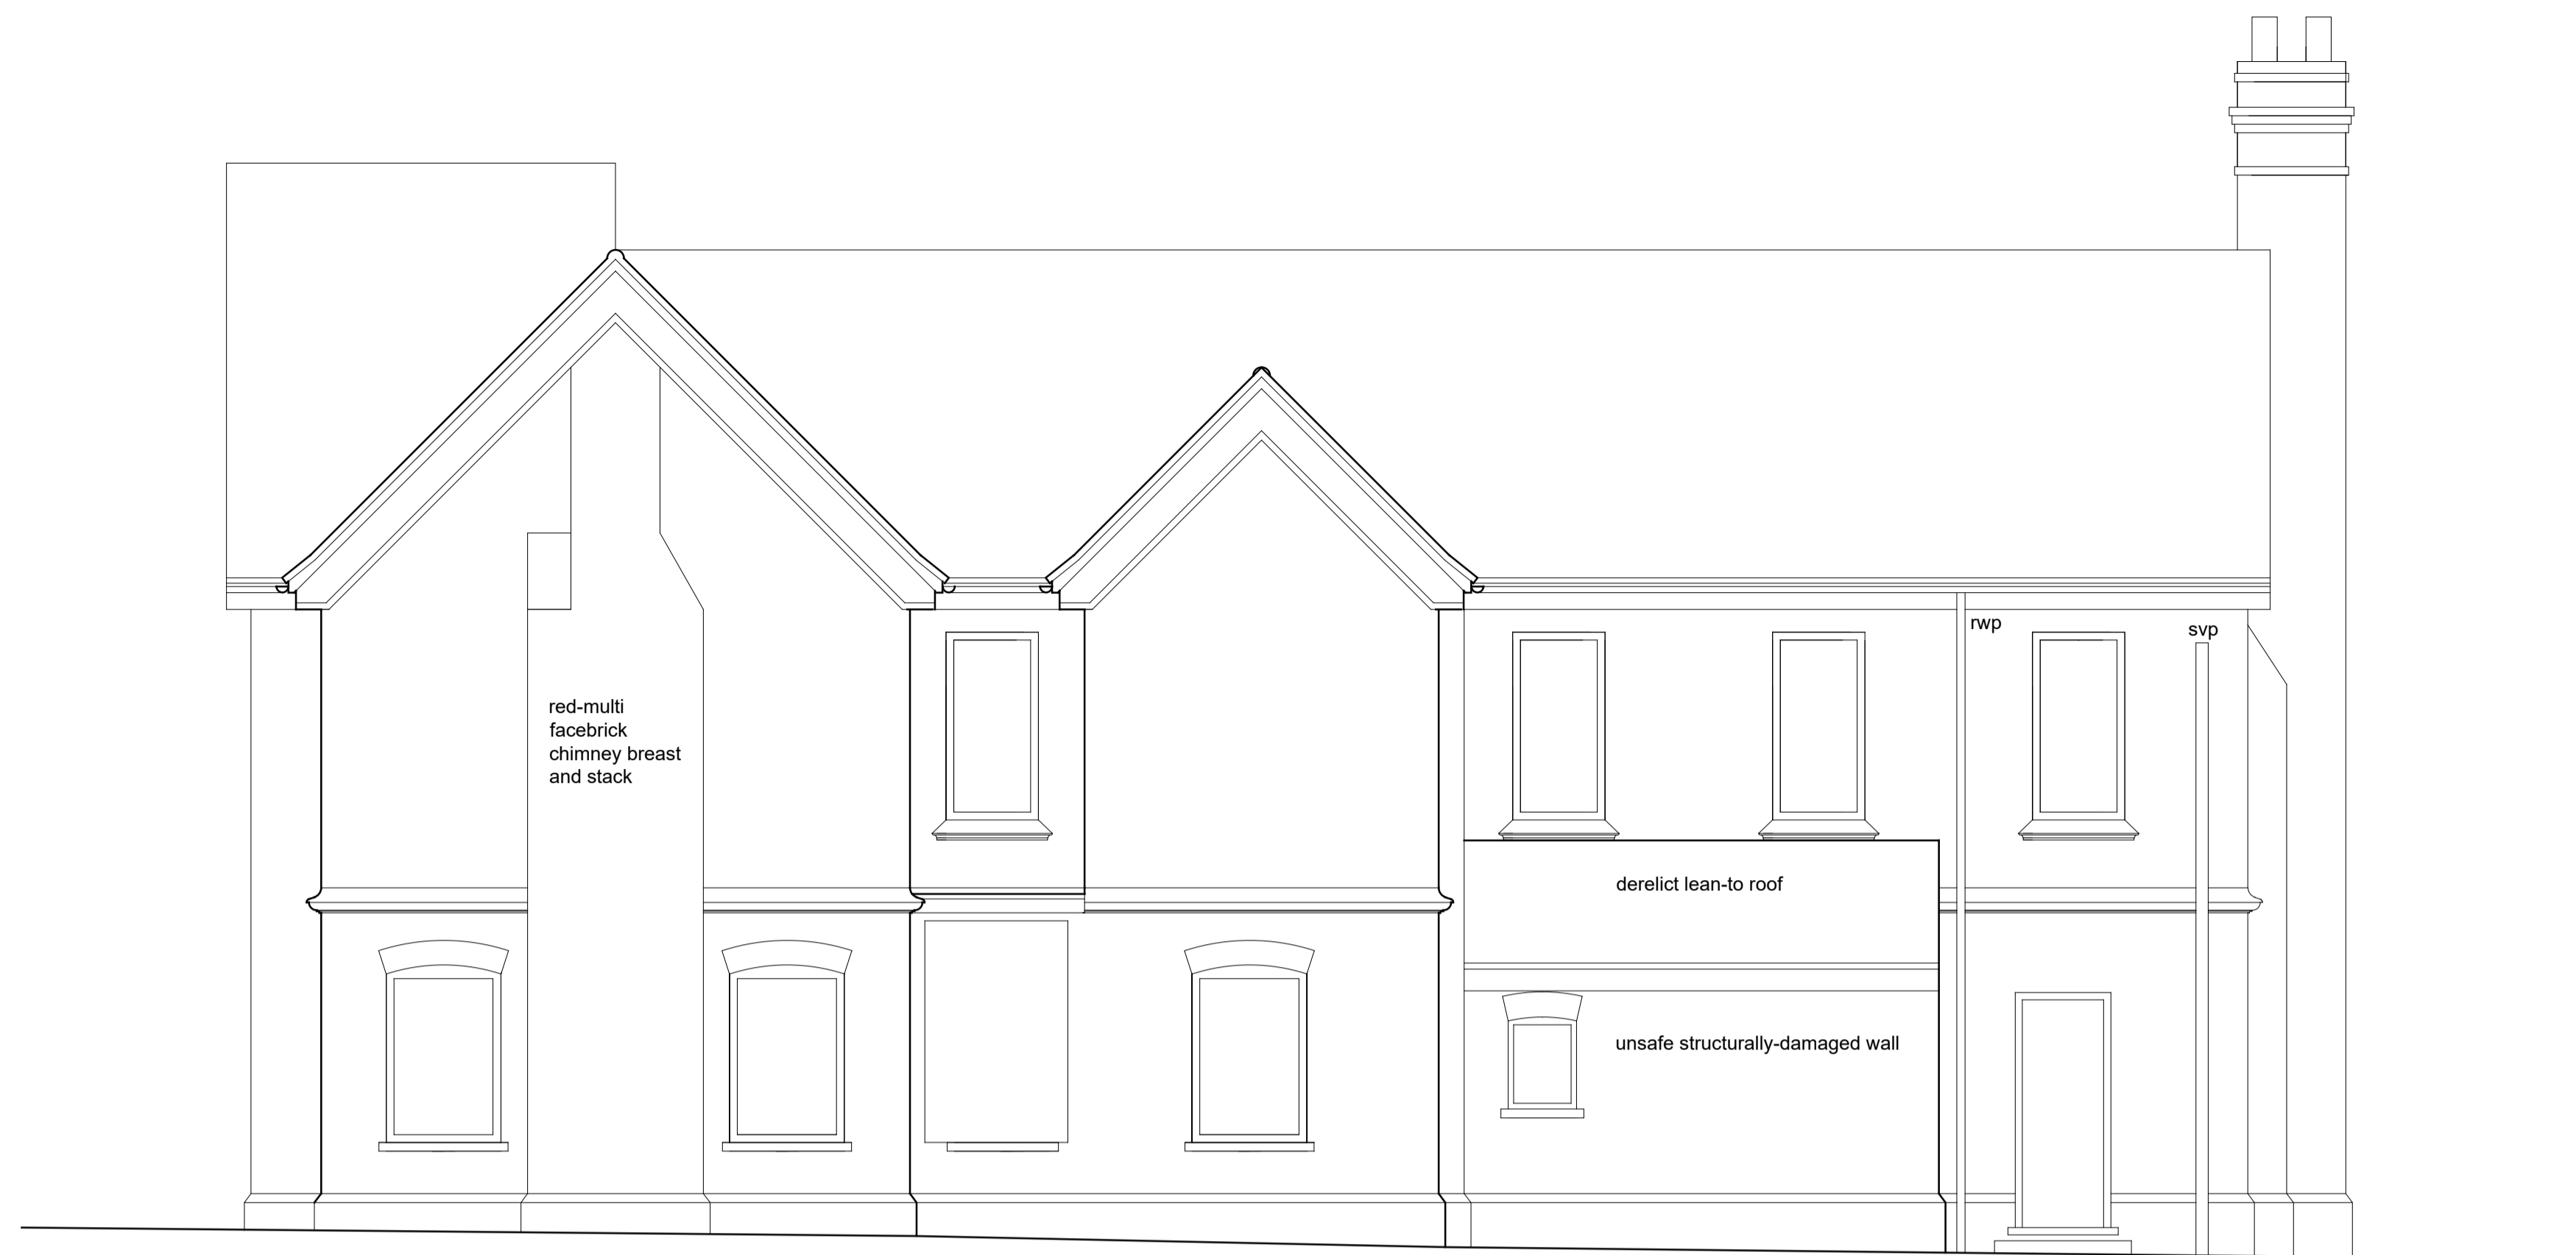 rwp
svp
red-multi
facebrick
chimney breast
and stack
derelict lean-to roof
unsafe structurally-damaged wall